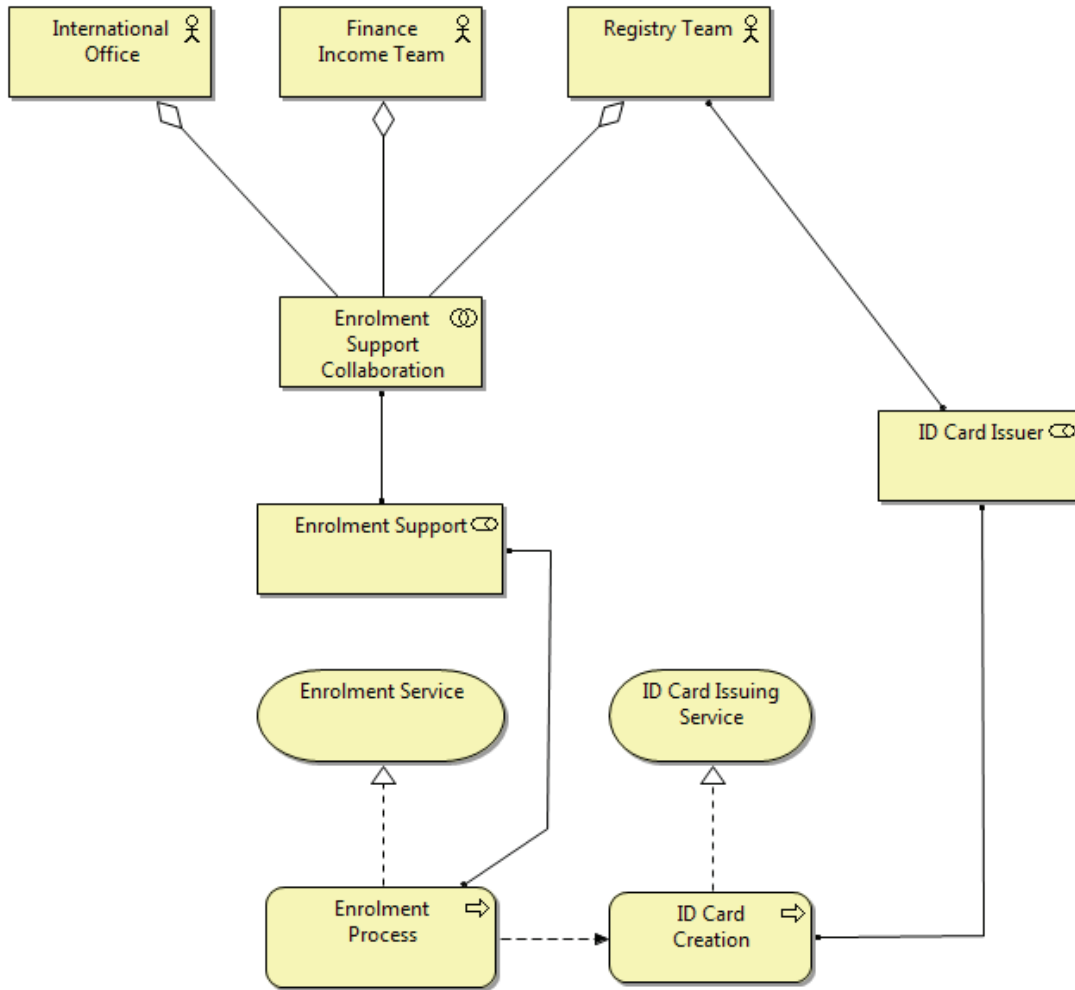 International
Office
Finance
Income Team
Registry Team
Enrolment
Support
Collaboration
ID Card Issuer
Enrolment Support
Enrolment Service
ID Card Issuing
Service
Enrolment
Process
ID Card
Creation